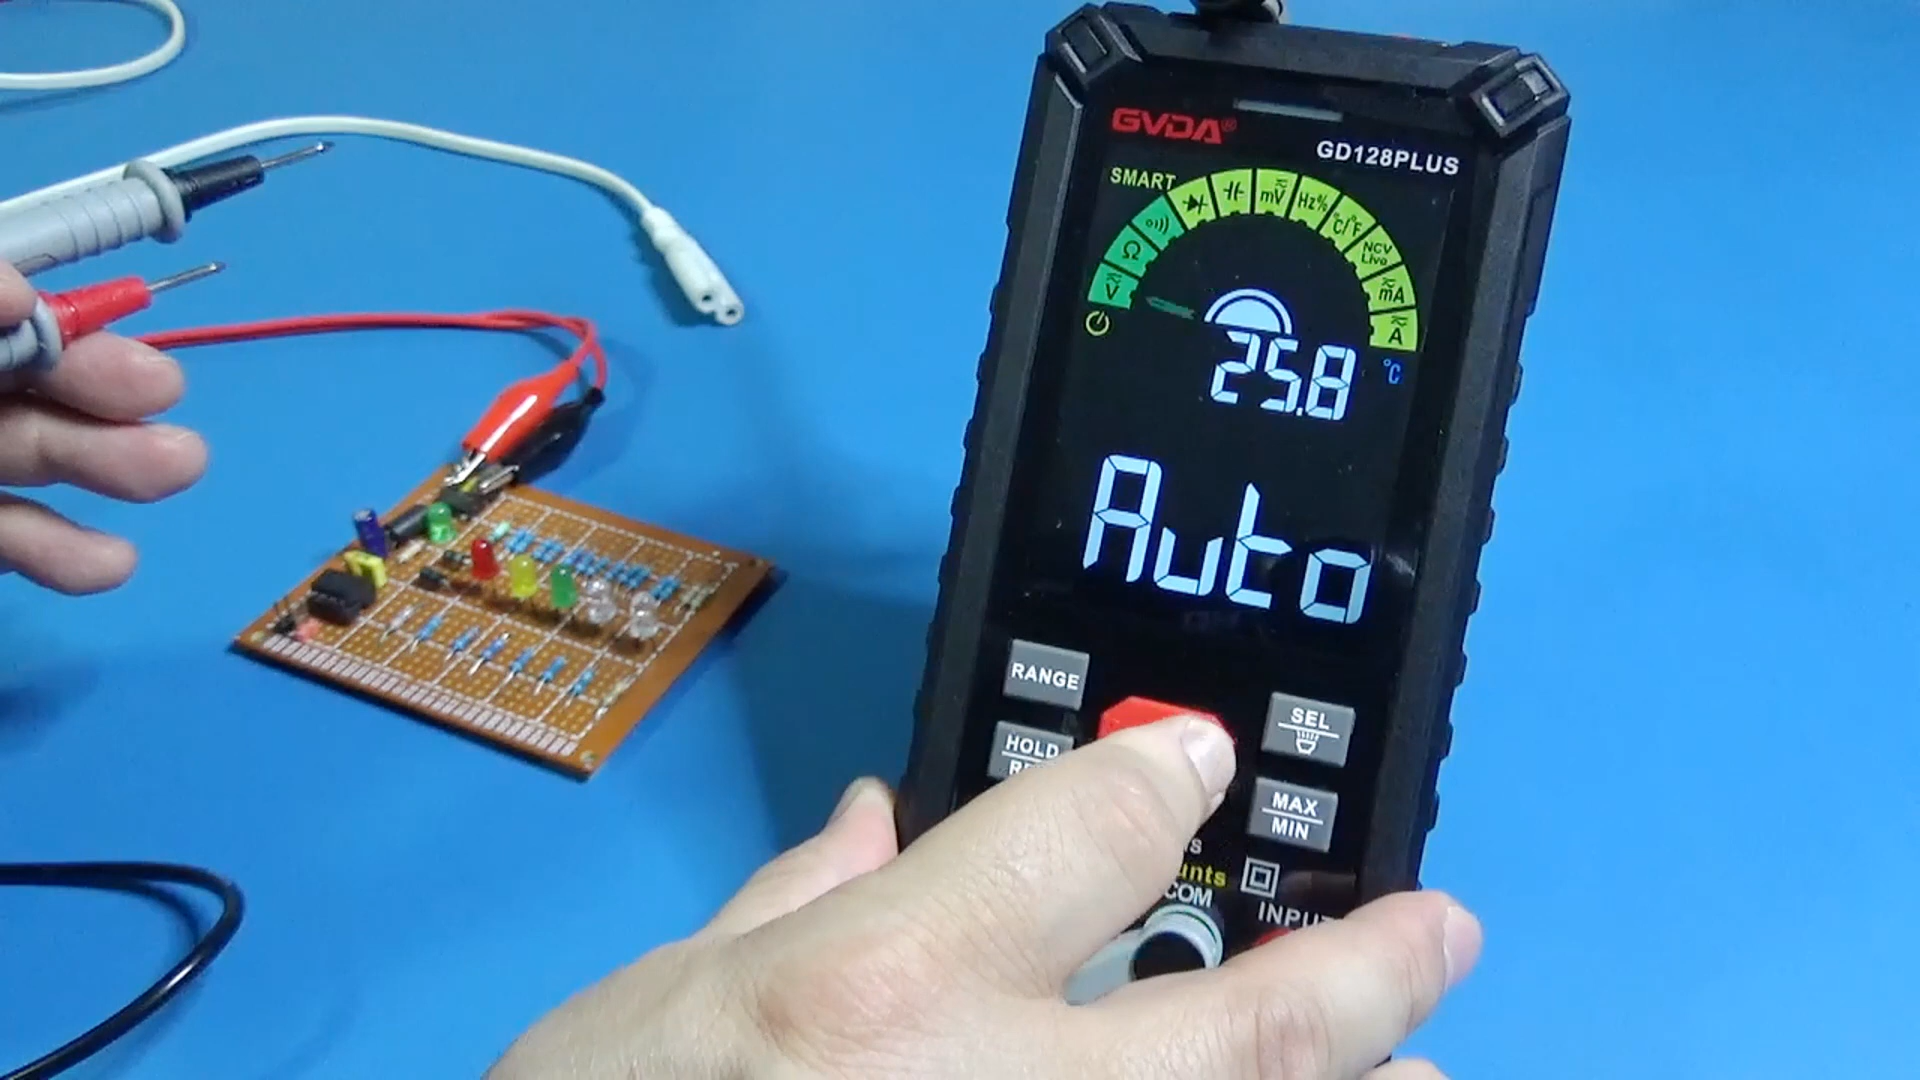 GVDA®
GD128PLUS
SMART
V
Ω
mV
Hz%
°C/°F
NCV
Live
mA
A
25.8 °C
Auto
RANGE
SEL
HOLD
MAX
MIN
COM